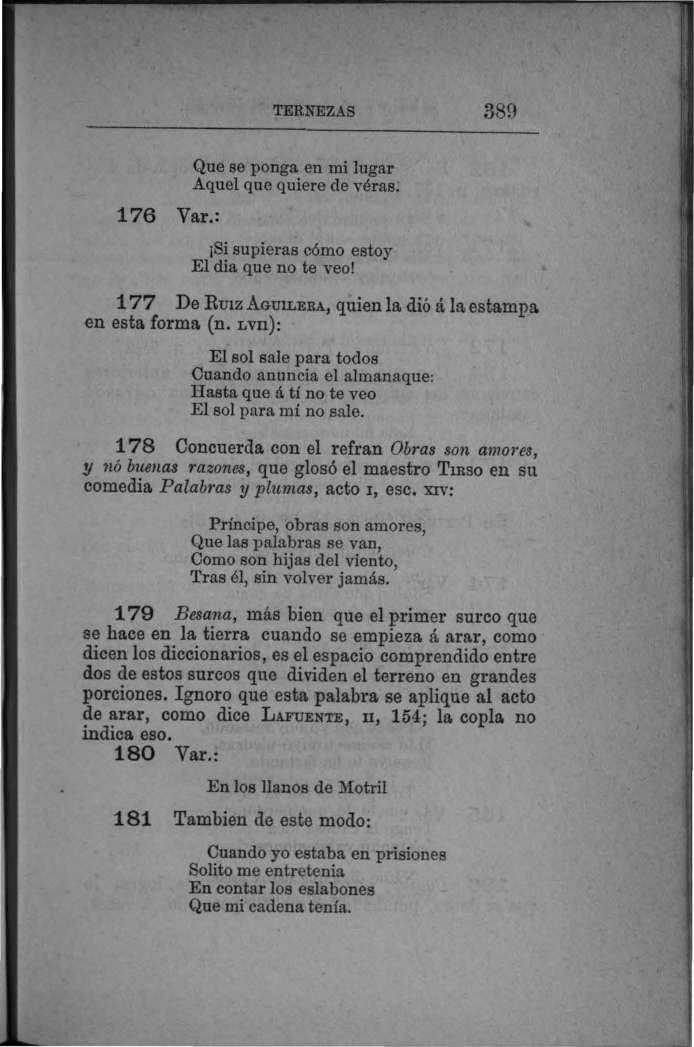 TERNEZAS 389
Que se ponga en mi lugar
Aquel que quiere de véras.
176 Var.:
¡Si supieras cómo estoy
El dia que no te veo!
177 De RUIZ AGUILERA, quien la dió á la estampa
en esta forma (n. LVII):
El sol sale para todos
Cuando anuncia el almanaque:
Hasta que á tí no te veo
El sol para mí no sale.
178 Concuerda con el refran Obras son amores,
y nó buenas razones, que glosó el maestro TIRSO en su
comedia Palabras y plumas, acto I, esc. XIV:
Príncipe, obras son amores,
Que las palabras se van,
Como son hijas del viento,
Tras él, sin volver jamás.
179 Besana, más bien que el primer surco que
se hace en la tierra cuando se empieza á arar, como
dicen los diccionarios, es el espacio comprendido entre
dos de estos surcos que dividen el terreno en grandes
porciones. Ignoro que esta palabra se aplique al acto
de arar, como dice LAFUENTE, II, 154; la copla no
indica eso.
180 Var.:
En los llanos de Motril
181 Tambien de este modo:
Cuando yo estaba en prisiones
Solito me entretenia
En contar los eslabones
Que mi cadena tenía.